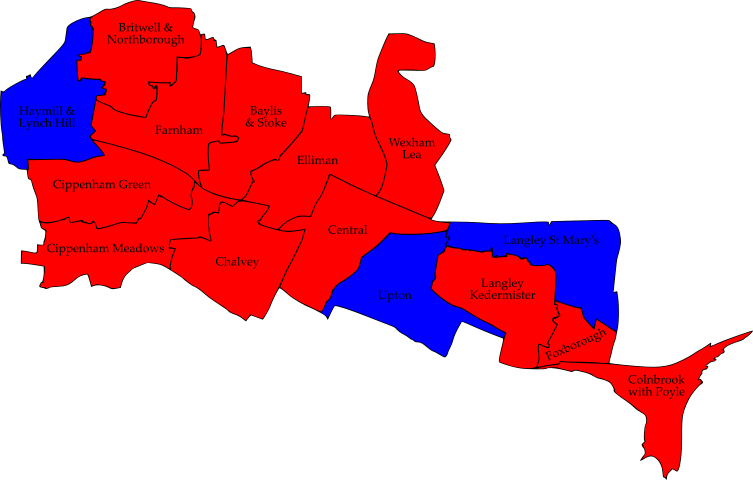 Britwell &
Northborough
Haymill &
Lynch Hill
Farnham
Baylis
& Stoke
Elliman
Wexham
Lea
Cippenham Green
Cippenham Meadows
Chalvey
Central
Upton
Langley St Mary's
Langley
Kedermister
Foxborough
Colnbrook
with Poyle